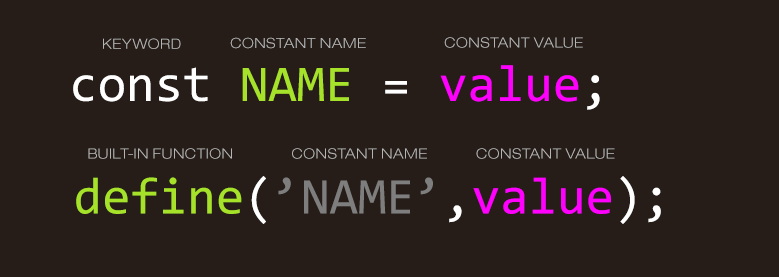 KEYWORD CONSTANT NAME CONSTANT VALUE
const NAME = value;
BUILT-IN FUNCTION CONSTANT NAME CONSTANT VALUE
define(’NAME’,value);